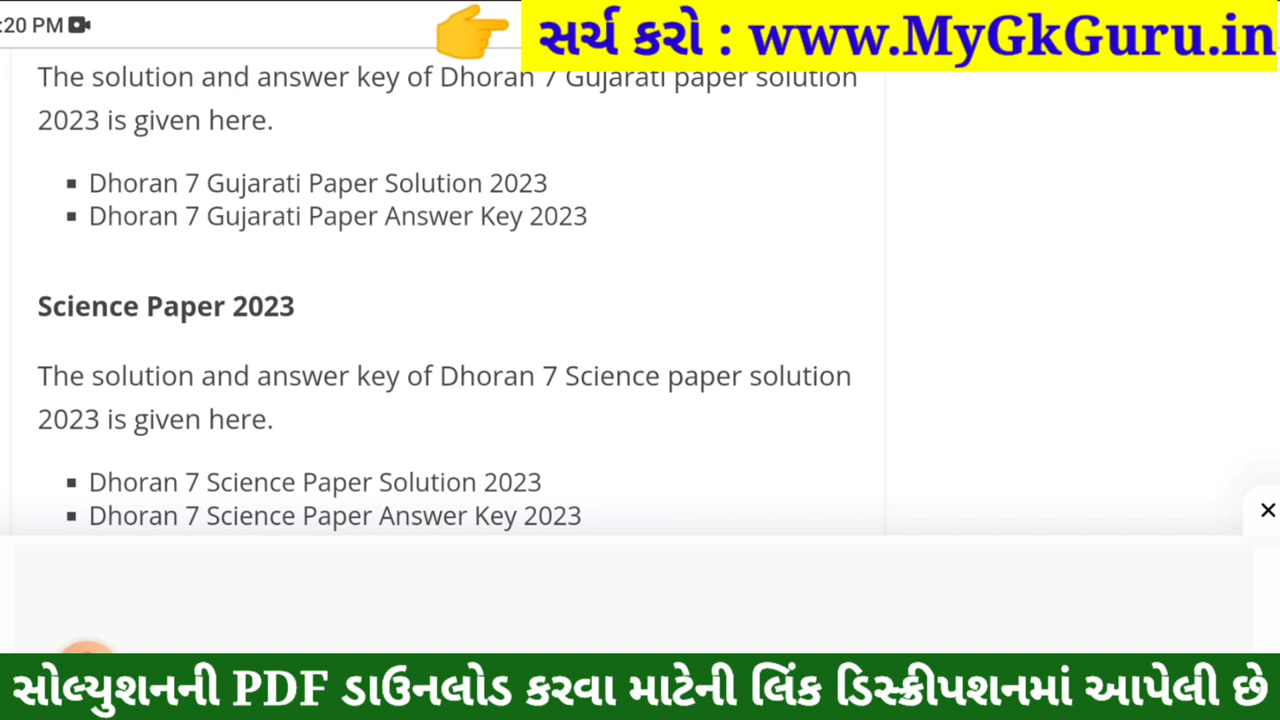 :20 PM
સર્ચ કરો : www.MyGkGuru.in
The solution and answer key of Dhoran 7 Gujarati paper solution
2023 is given here.
▪ Dhoran 7 Gujarati Paper Solution 2023
▪ Dhoran 7 Gujarati Paper Answer Key 2023
Science Paper 2023
The solution and answer key of Dhoran 7 Science paper solution
2023 is given here.
▪ Dhoran 7 Science Paper Solution 2023
▪ Dhoran 7 Science Paper Answer Key 2023
સોલ્યુશનની PDF ડાઉનલોડ કરવા માટેની લિંક ડિસ્ક્રીપશનમાં આપેલી છે